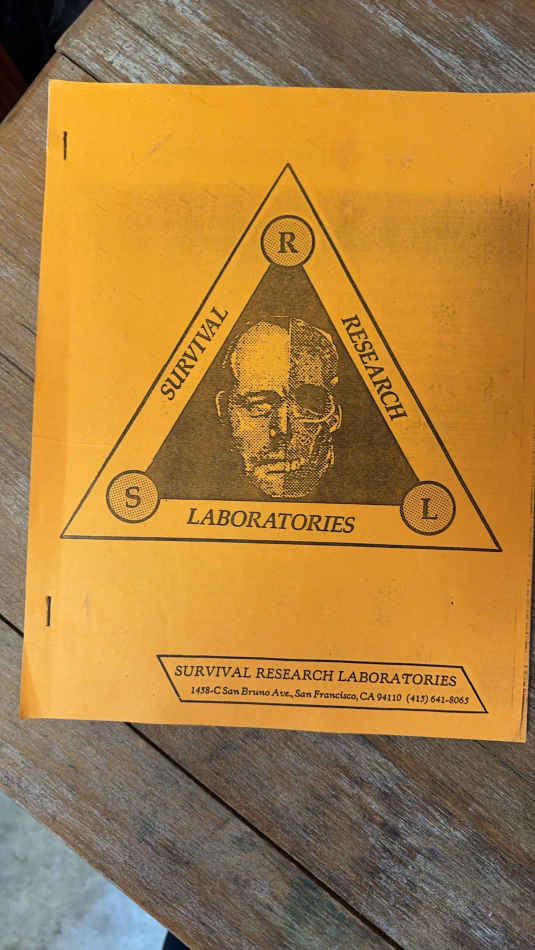 R
SURVIVAL
RESEARCH
S
L
LABORATORIES
SURVIVAL RESEARCH LABORATORIES
1458-C San Bruno Ave., San Francisco, CA 94110 (415) 641-8065